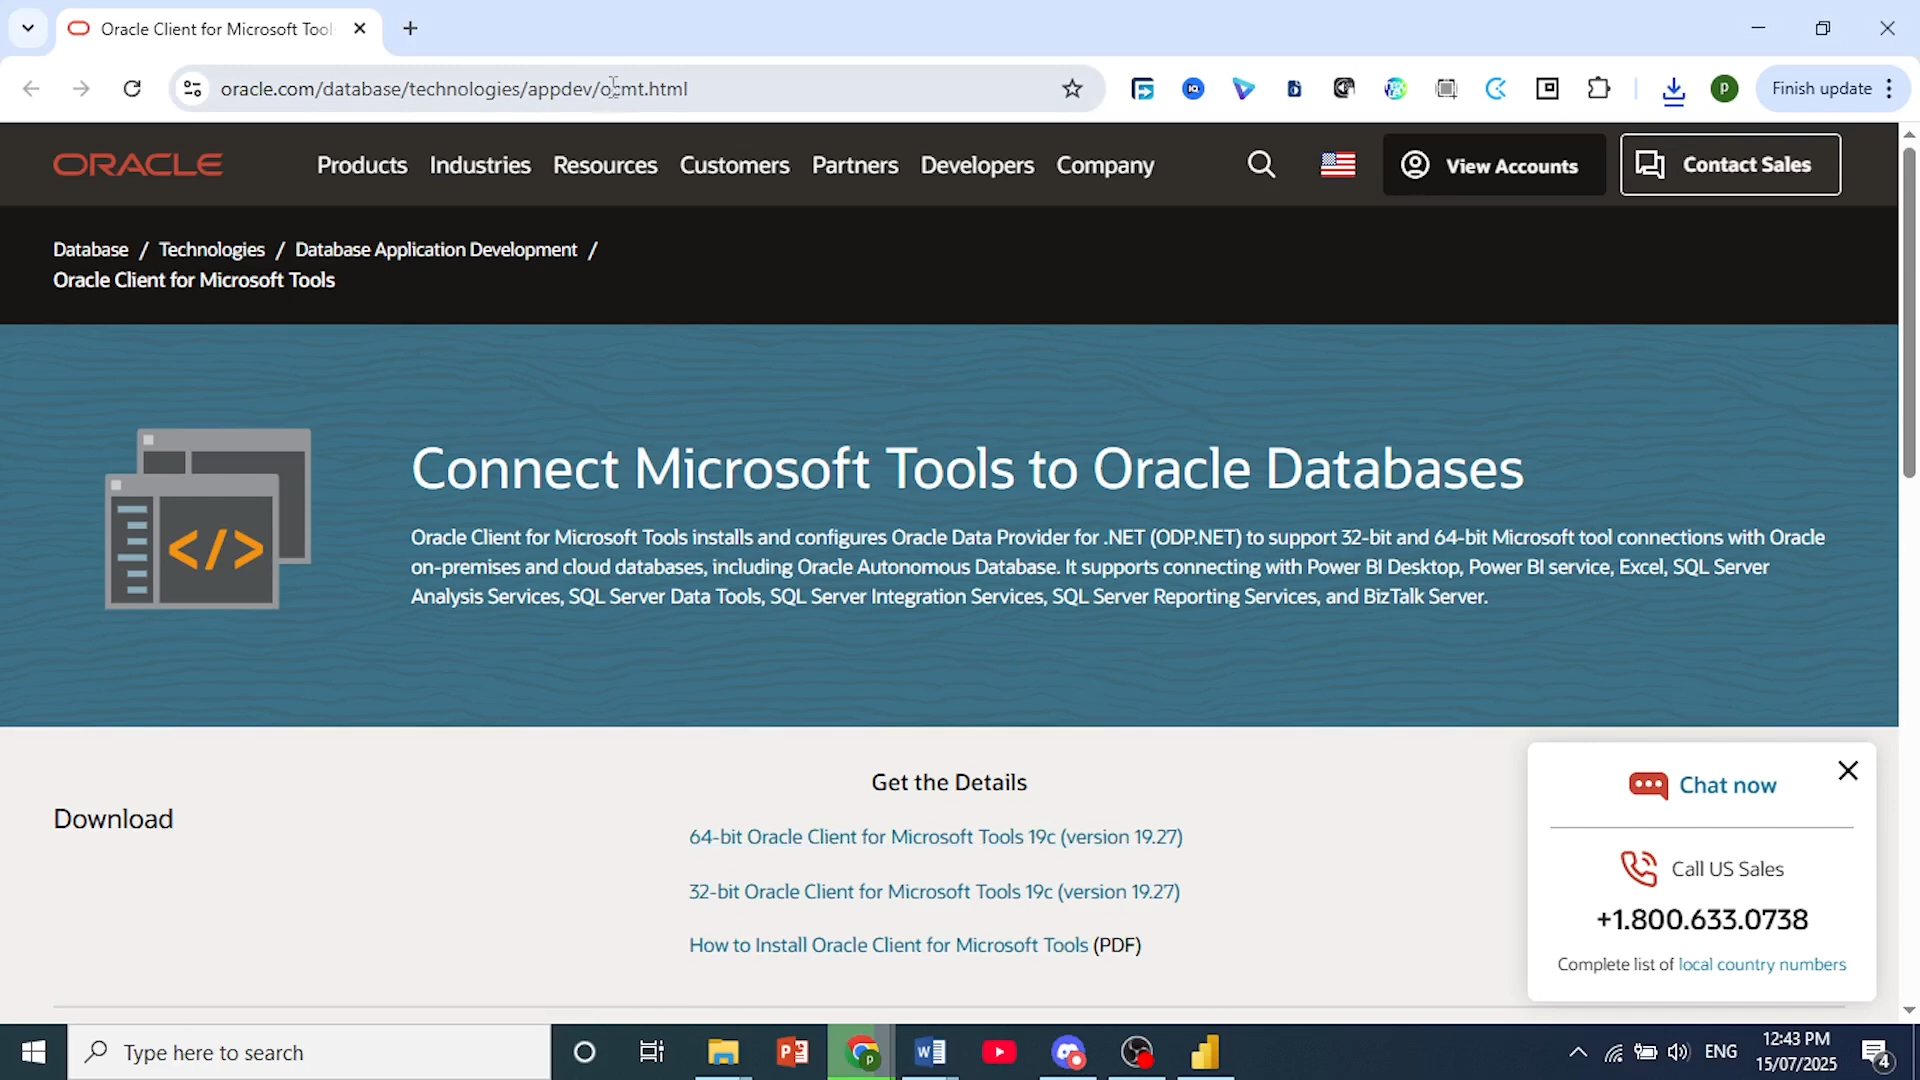 Oracle Client for Microsoft Tool
oracle.com/database/technologies/appdev/ocmt.html
Finish update
ORACLE
Products
Industries
Resources
Customers
Partners
Developers
Company
View Accounts
Contact Sales
Database / Technologies / Database Application Development /
Oracle Client for Microsoft Tools
Connect Microsoft Tools to Oracle Databases
Oracle Client for Microsoft Tools installs and configures Oracle Data Provider for .NET (ODP.NET) to support 32-bit and 64-bit Microsoft tool connections with Oracle
on-premises and cloud databases, including Oracle Autonomous Database. It supports connecting with Power BI Desktop, Power BI service, Excel, SQL Server
Analysis Services, SQL Server Data Tools, SQL Server Integration Services, SQL Server Reporting Services, and BizTalk Server.
Download
Get the Details
64-bit Oracle Client for Microsoft Tools 19c (version 19.27)
32-bit Oracle Client for Microsoft Tools 19c (version 19.27)
How to Install Oracle Client for Microsoft Tools (PDF)
Chat now
Call US Sales
+1.800.633.0738
Complete list of local country numbers
Type here to search
ENG
12:43 PM
15/07/2025
4